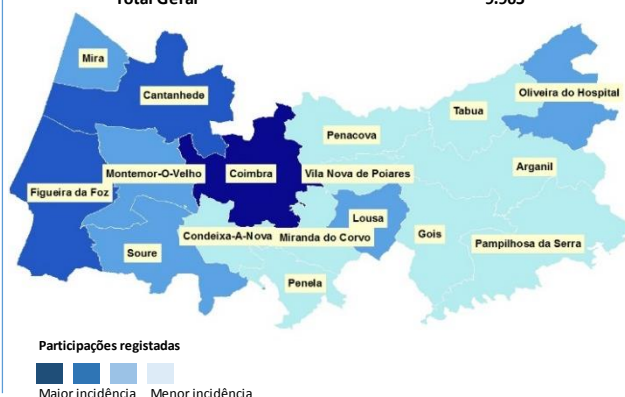 Total Geral 9.905
Mira
Cantanhede
Oliveira do Hospital
Tabua
Penacova
Arganil
Montemor-O-Velho
Coimbra
Vila Nova de Poiares
Figueira da Foz
Lousa
Condeixa-A-Nova
Miranda do Corvo
Gois
Pampilhosa da Serra
Soure
Penela
Participações registadas
Maior incidência Menor incidência